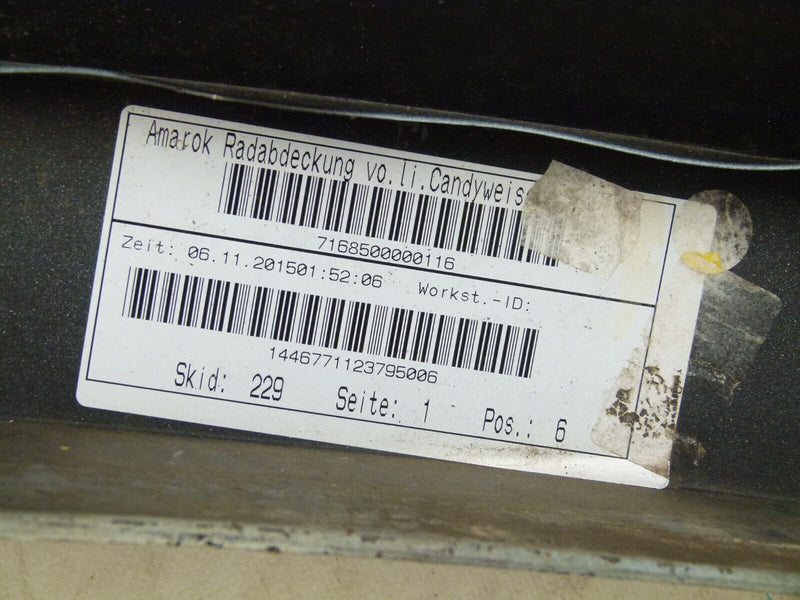 Amarok Radabdeckung vo.li.Candyweis
7168500000116
Zeit: 06.11.201501:52:06 Workst.-ID:
1446771123795006
Skid: 229 Seite: 1 Pos.: 6